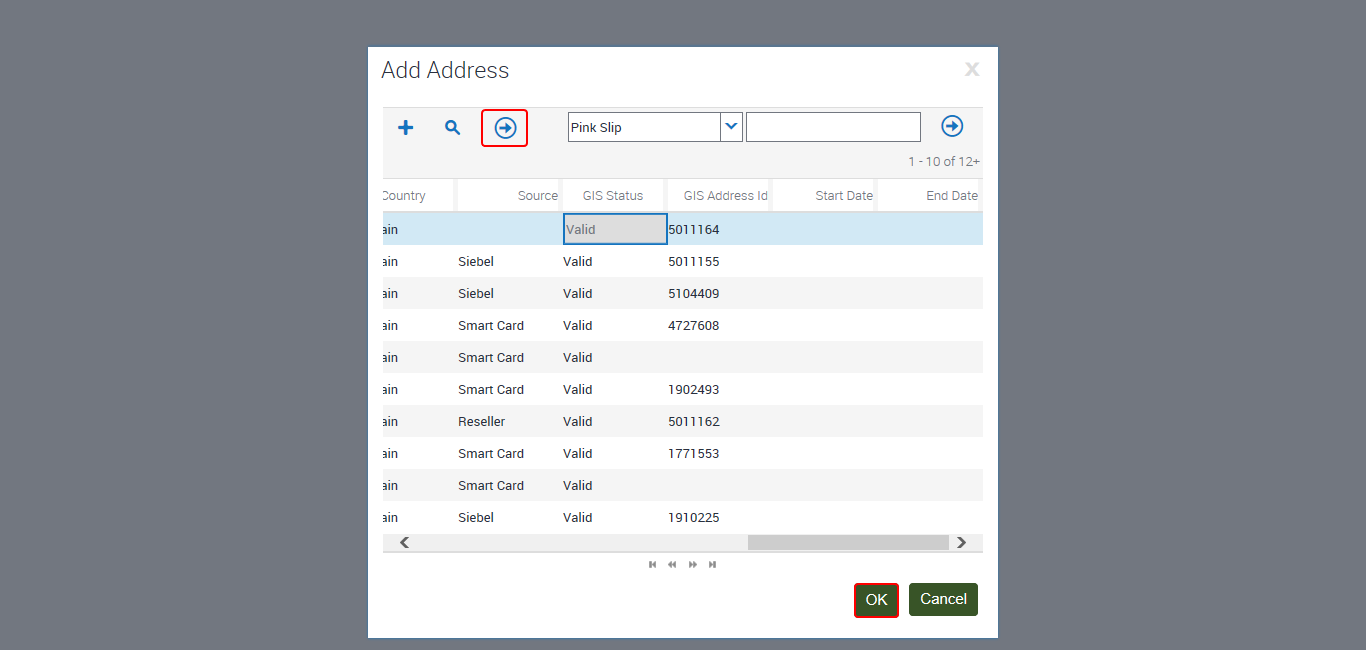 Add Address
X
Pink Slip
1 - 10 of 12+
Country Source GIS Status GIS Address Id Start Date End Date
ain Valid 5011164
ain Siebel Valid 5011155
ain Siebel Valid 5104409
ain Smart Card Valid 4727608
ain Smart Card Valid
ain Smart Card Valid 1902493
ain Reseller Valid 5011162
ain Smart Card Valid 1771553
ain Smart Card Valid
ain Siebel Valid 1910225
OK Cancel